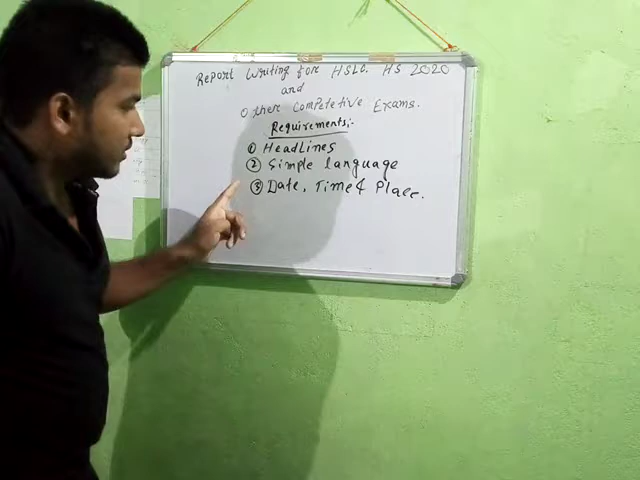 Report Writing for HSLC. HS 2020
and
Other Competetive Exams.
Requirements:-
① HeadLines
② Simple language
③ Date, Time & Place.